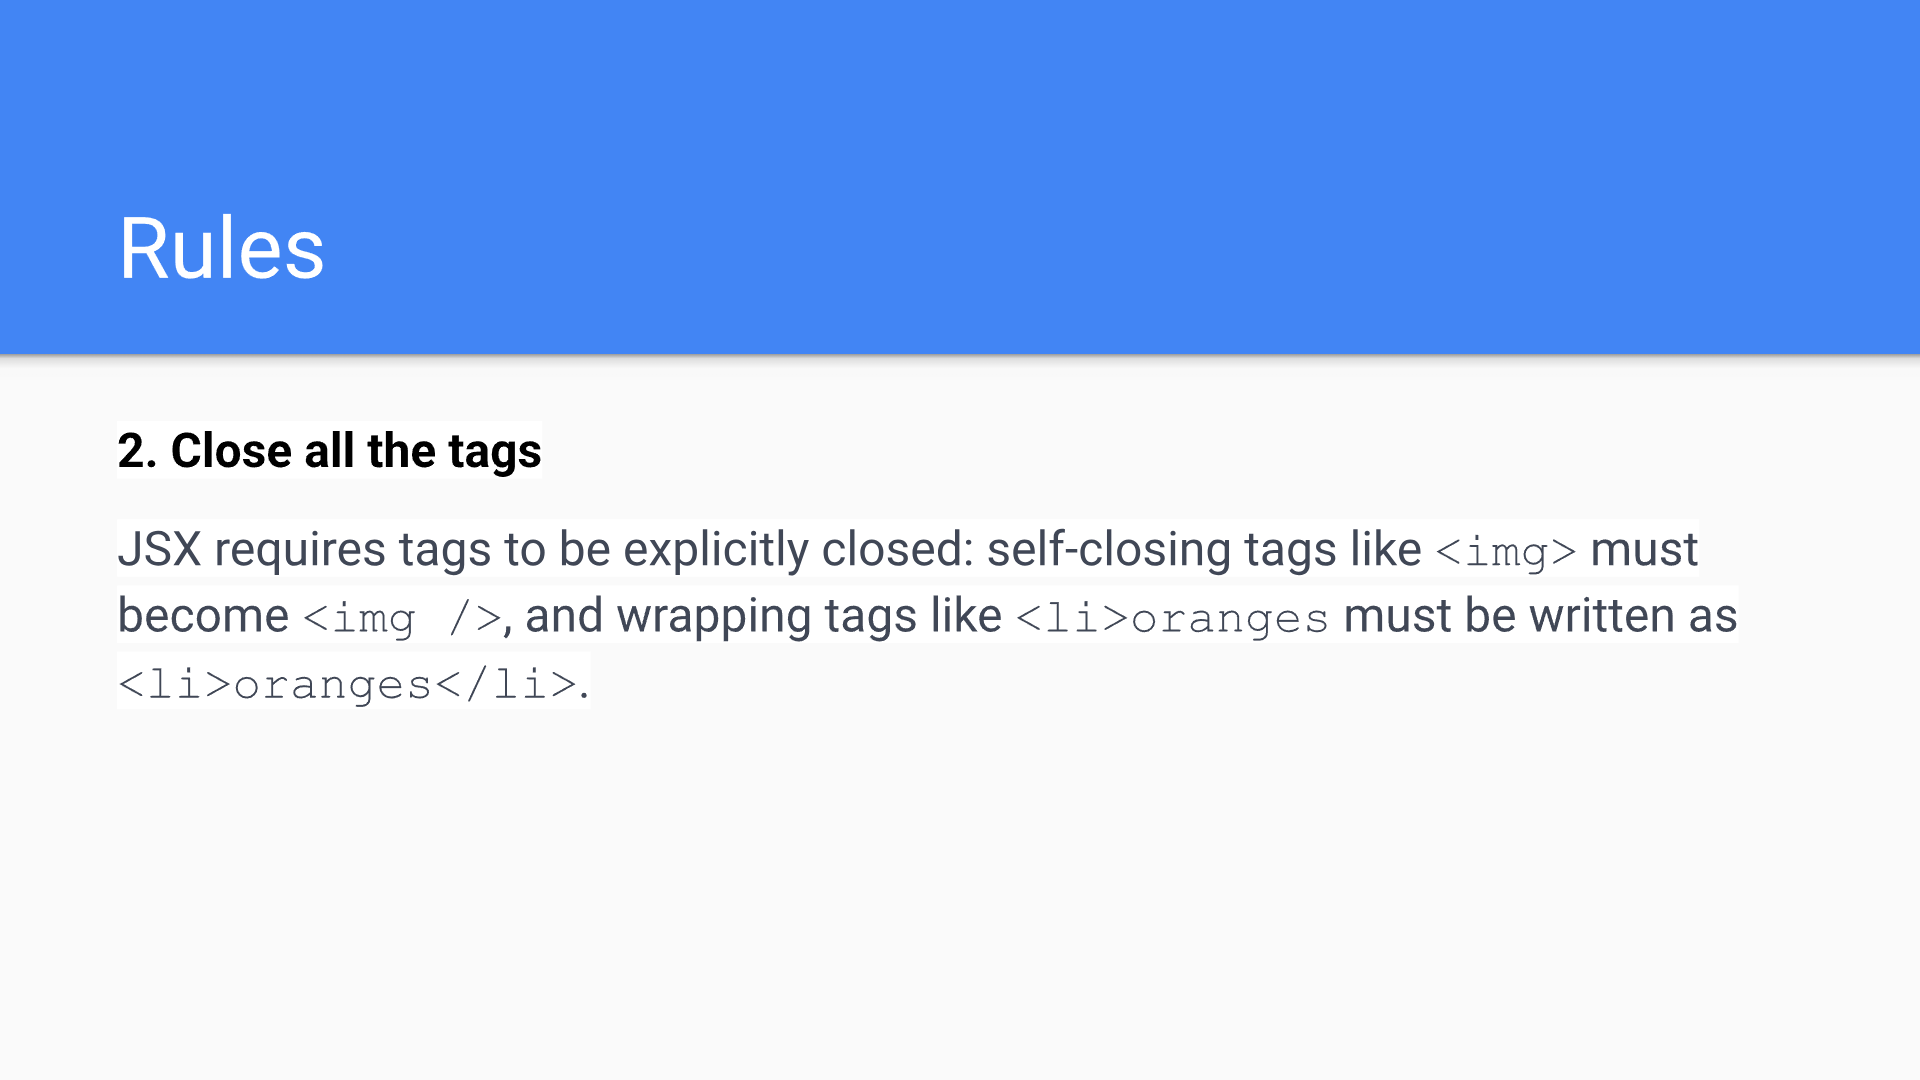 Rules
2. Close all the tags
JSX requires tags to be explicitly closed: self-closing tags like <img> must
become <img />, and wrapping tags like <li>oranges must be written as
<li>oranges</li>.